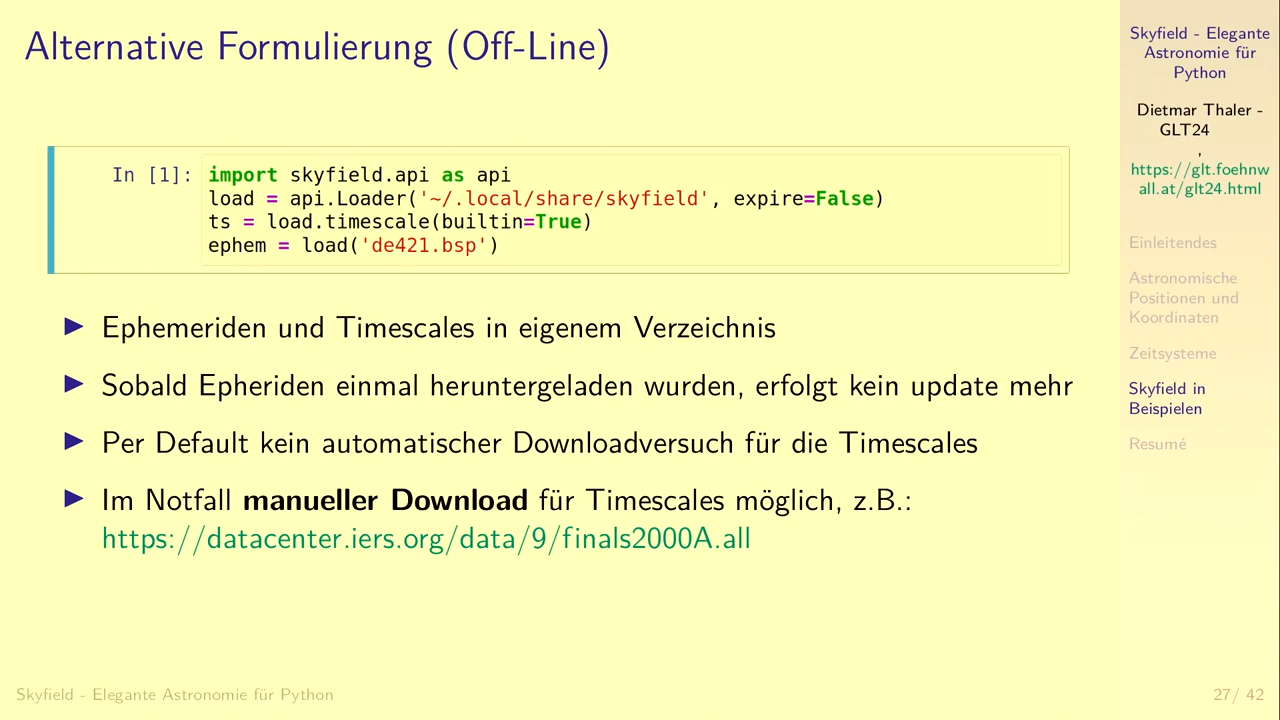 Alternative Formulierung (Off-Line)
In [1]: import skyfield.api as api
load = api.Loader('~/.local/share/skyfield', expire=False)
ts = load.timescale(builtin=True)
ephem = load('de421.bsp')
▶ Ephemeriden und Timescales in eigenem Verzeichnis
▶ Sobald Epheriden einmal heruntergeladen wurden, erfolgt kein update mehr
▶ Per Default kein automatischer Downloadversuch für die Timescales
▶ Im Notfall manueller Download für Timescales möglich, z.B.:
https://datacenter.iers.org/data/9/finals2000A.all
Skyfield - Elegante
Astronomie für
Python
Dietmar Thaler -
GLT24
,
https://glt.foehnw
all.at/glt24.html
Einleitendes
Astronomische
Positionen und
Koordinaten
Zeitsysteme
Skyfield in
Beispielen
Resumé
Skyfield - Elegante Astronomie für Python
27/ 42